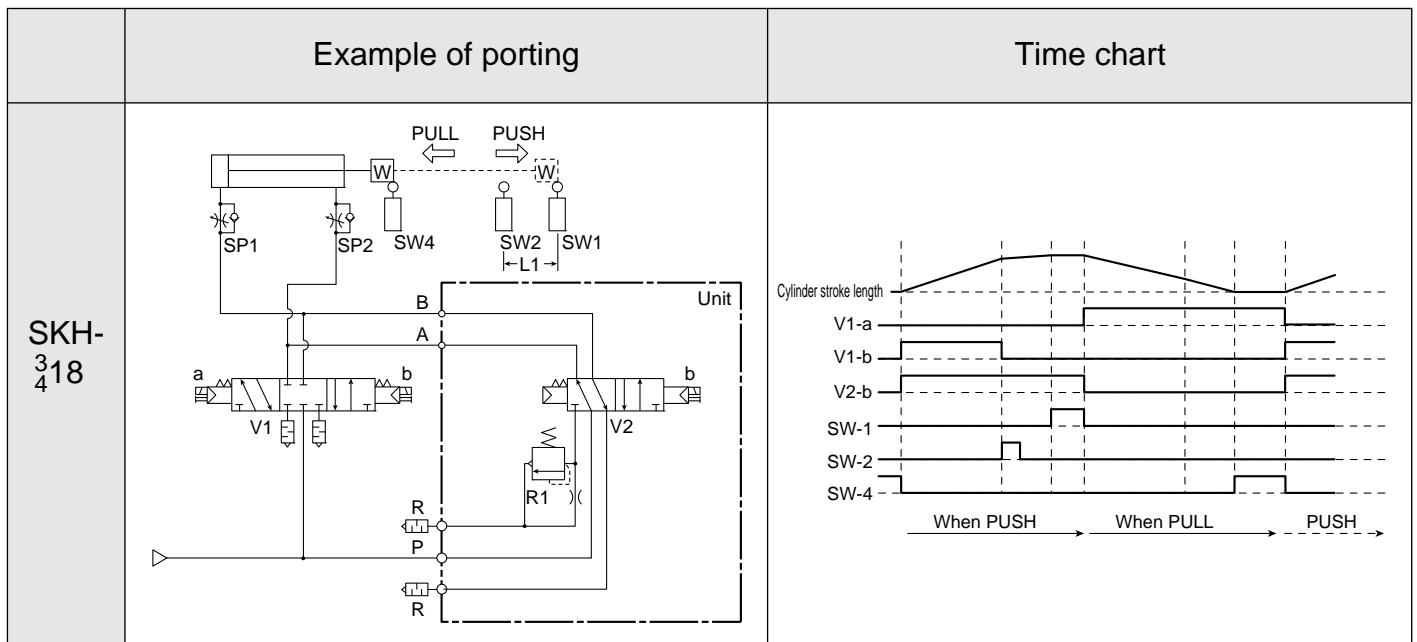 Example of porting
Time chart
SKH-
3/4 18
PULL
PUSH
W
W
SP1
SP2
SW4
SW2
SW1
L1
B
Unit
A
a
b
b
V1
V2
R1
R
P
R
Cylinder stroke length
V1-a
V1-b
V2-b
SW-1
SW-2
SW-4
When PUSH
When PULL
PUSH